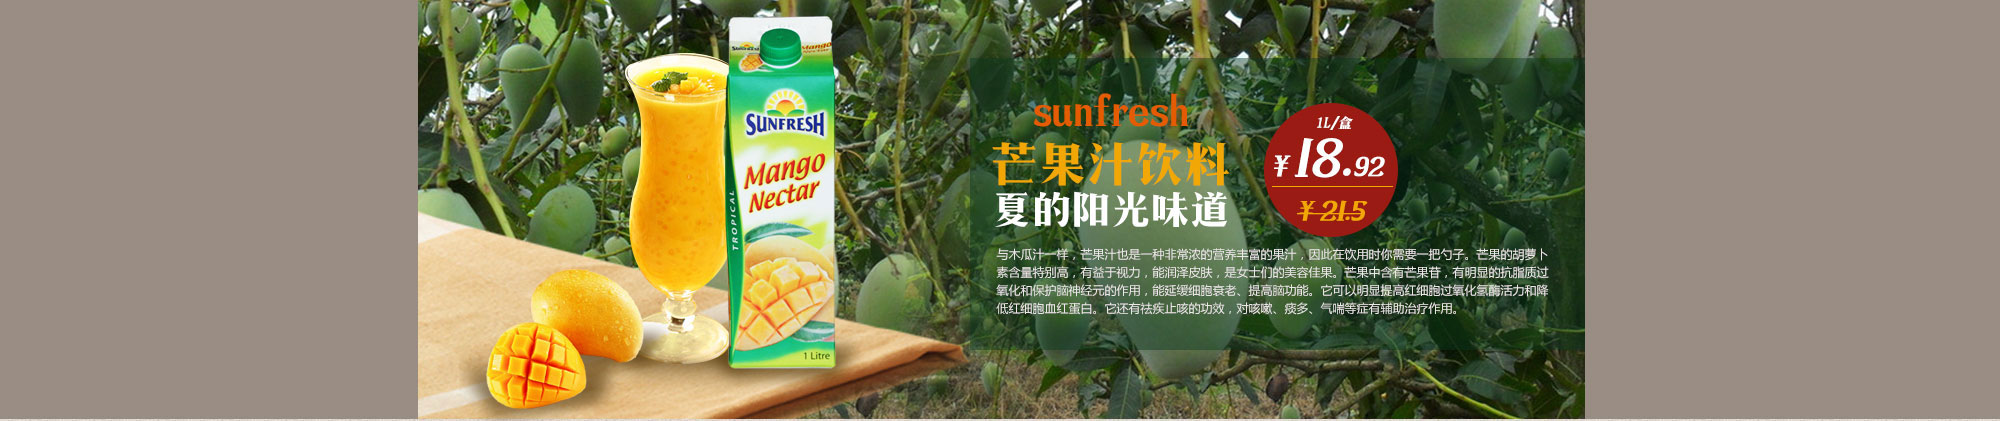 Mango
SUNFRESH
Mango
Nectar
TROPICAL
1 Litre
sunfresh
芒果汁饮料
夏的阳光味道
1L/盒
¥18.92
¥21.5
与木瓜汁一样，芒果汁也是一种非常浓的营养丰富的果汁，因此在饮用时你需要一把勺子。芒果的胡萝卜
素含量特别高，有益于视力，能润泽皮肤，是女士们的美容佳果。芒果中含有芒果苷，有明显的抗脂质过
氧化和保护脑神经元的作用，能延缓细胞衰老、提高脑功能。它可以明显提高红细胞过氧化氢酶活力和降
低红细胞血红蛋白。它还有祛疾止咳的功效，对咳嗽、痰多、气喘等症有辅助治疗作用。